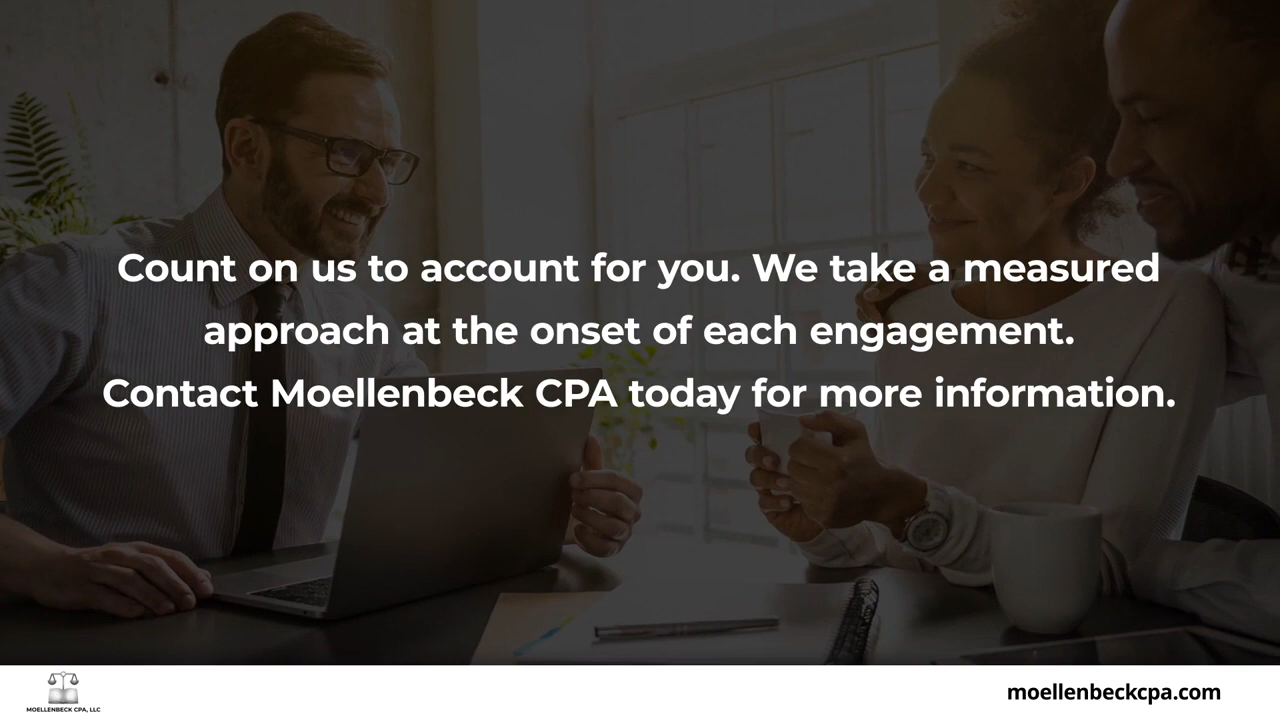 Count on us to account for you. We take a measured
approach at the onset of each engagement.
Contact Moellenbeck CPA today for more information.
MOELLENBECK CPA, LLC
moellenbeckcpa.com